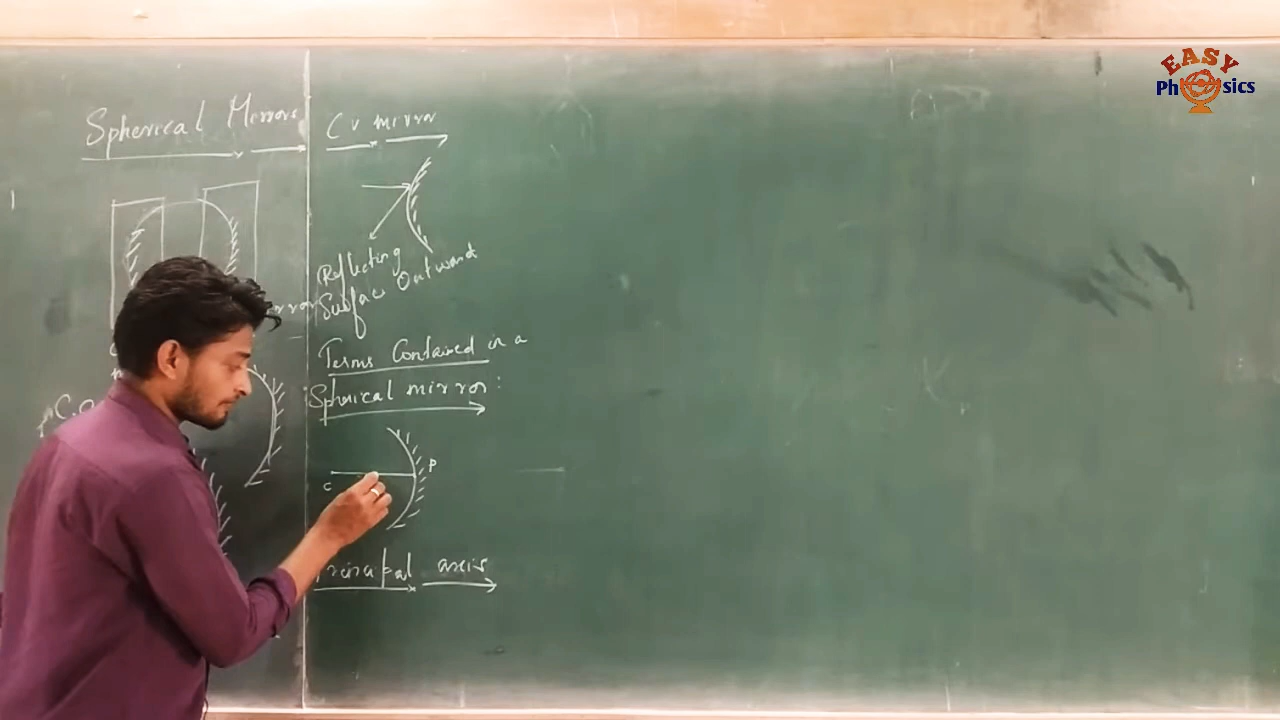 Spherical Mirrors
Cv mirror
Reflecting
Surface Outward
Terms Contained in a
Spherical mirror:
P
C
Principal axis
EASY
Physics